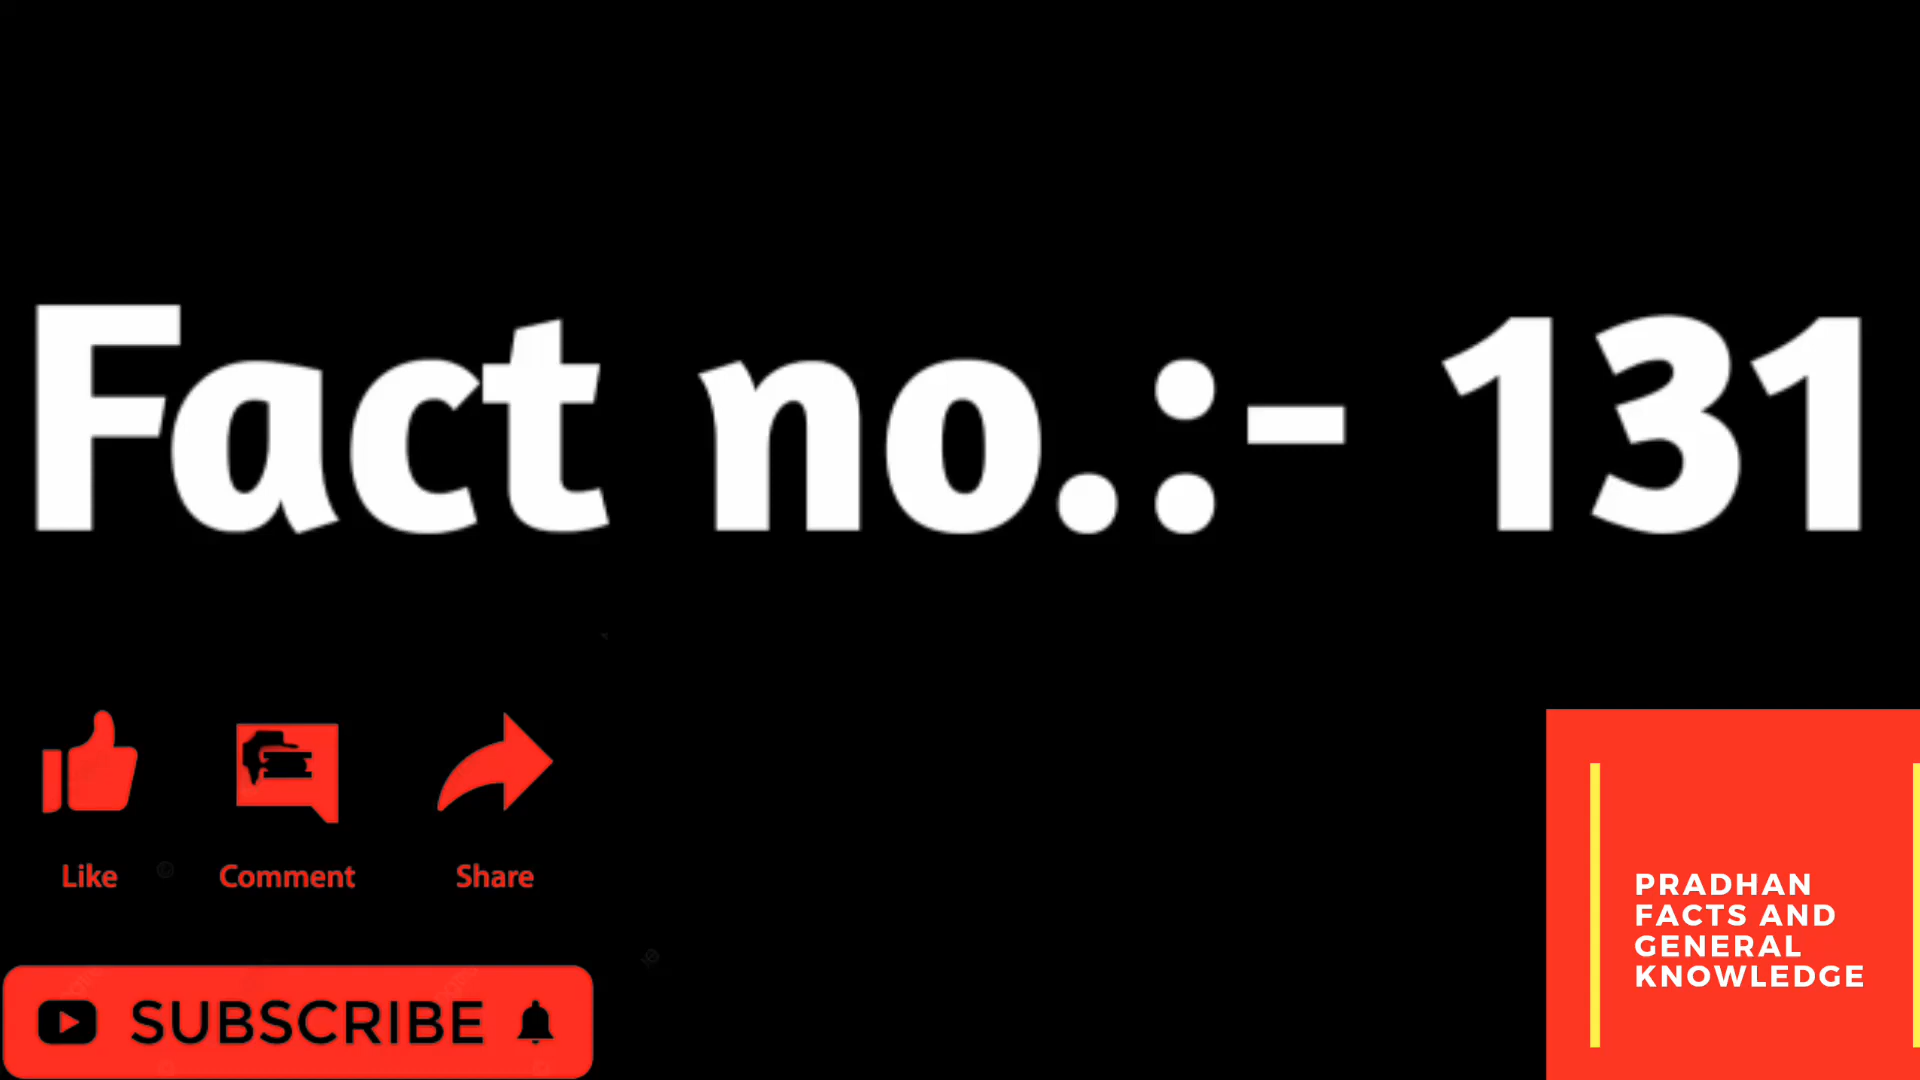 Fact no.:- 131
Like
Comment
Share
SUBSCRIBE
PRADHAN
FACTS AND
GENERAL
KNOWLEDGE